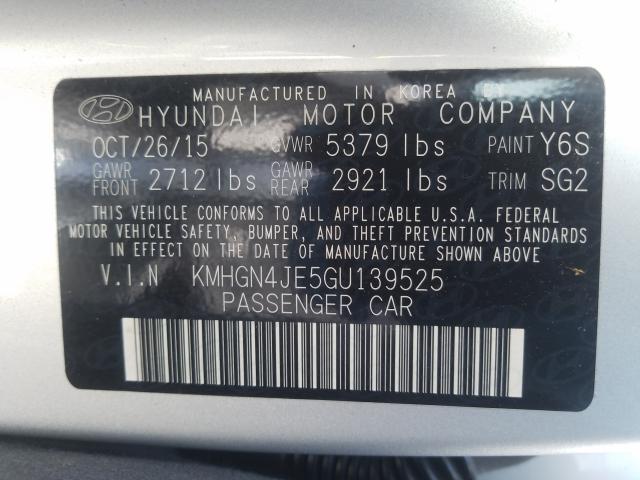 MANUFACTURED IN KOREA BY
HYUNDAI MOTOR COMPANY
OCT/26/15 GVWR 5379 lbs PAINT Y6S
GAWR FRONT 2712 lbs GAWR REAR 2921 lbs TRIM SG2
THIS VEHICLE CONFORMS TO ALL APPLICABLE U.S.A. FEDERAL
MOTOR VEHICLE SAFETY, BUMPER, AND THEFT PREVENTION STANDARDS
IN EFFECT ON THE DATE OF MANUFACTURE SHOWN ABOVE.
V.I.N KMHGN4JE5GU139525
PASSENGER CAR